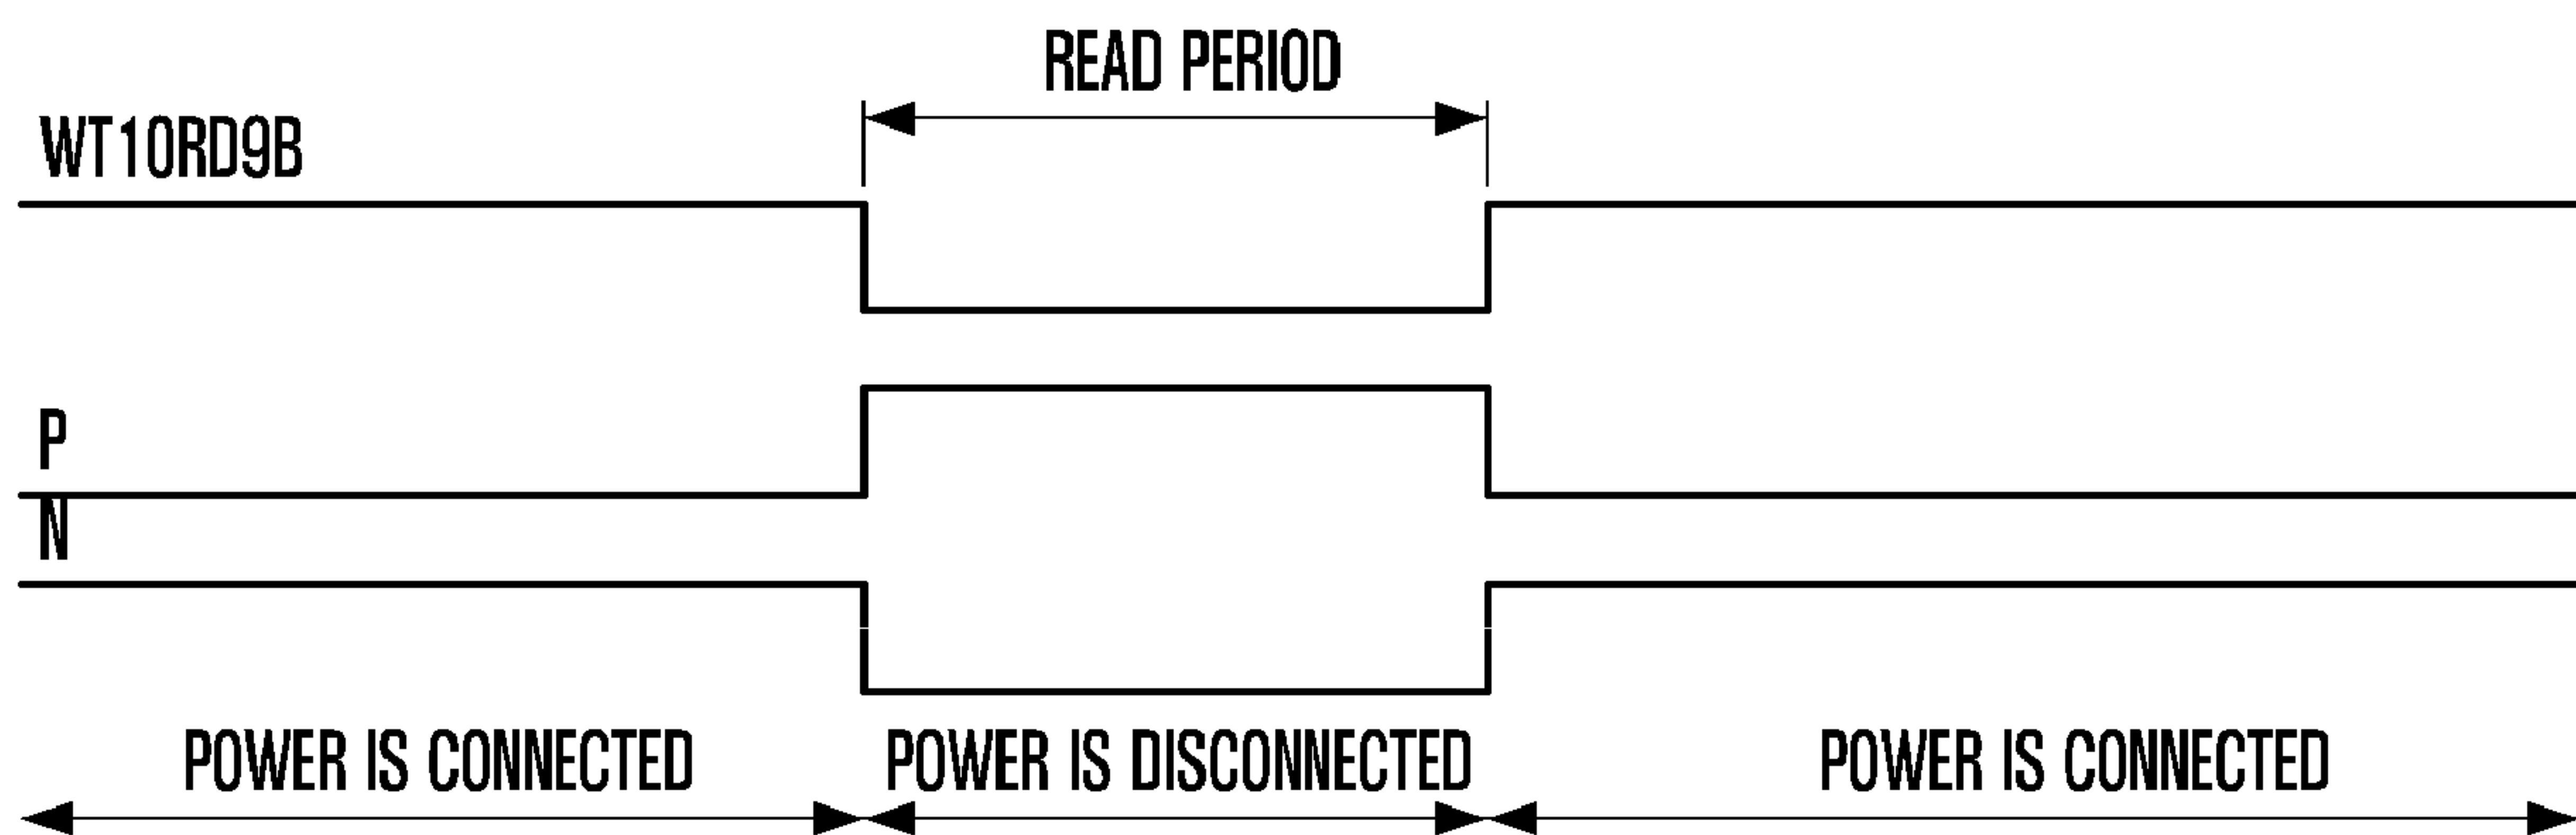 READ PERIOD
WT10RD9B
P
N
POWER IS CONNECTED POWER IS DISCONNECTED POWER IS CONNECTED